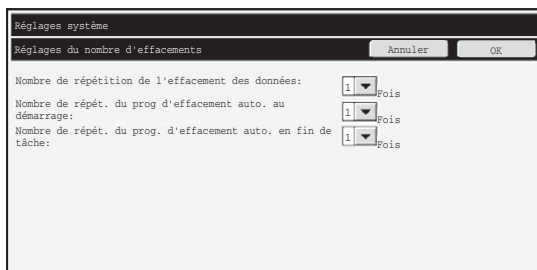 Réglages système
Réglages du nombre d'effacements Annuler OK
Nombre de répétition de l'effacement des données: 1 Fois
Nombre de répét. du prog d'effacement auto. au
démarrage: 1 Fois
Nombre de répét. du prog. d'effacement auto. en fin de
tâche: 1 Fois